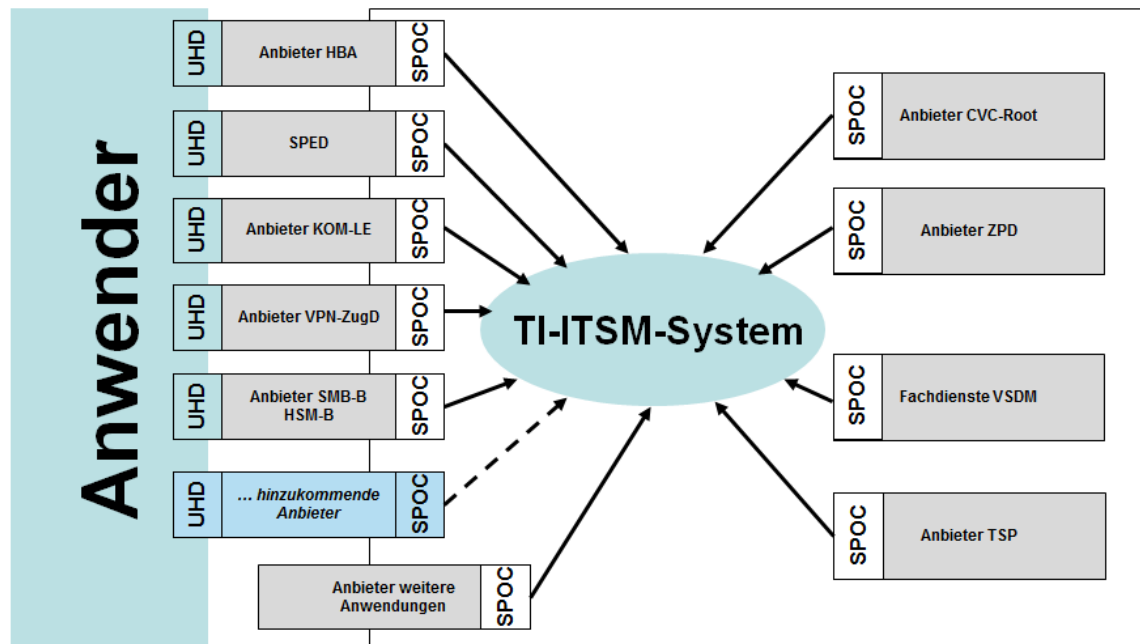 Anwender
UHD
Anbieter HBA
SPOC
UHD
SPED
SPOC
UHD
Anbieter KOM-LE
SPOC
UHD
Anbieter VPN-ZugD
SPOC
UHD
Anbieter SMB-B
HSM-B
SPOC
UHD
... hinzukommende
Anbieter
SPOC
Anbieter weitere
Anwendungen
SPOC
TI-ITSM-System
SPOC
Anbieter CVC-Root
SPOC
Anbieter ZPD
SPOC
Fachdienste VSDM
SPOC
Anbieter TSP